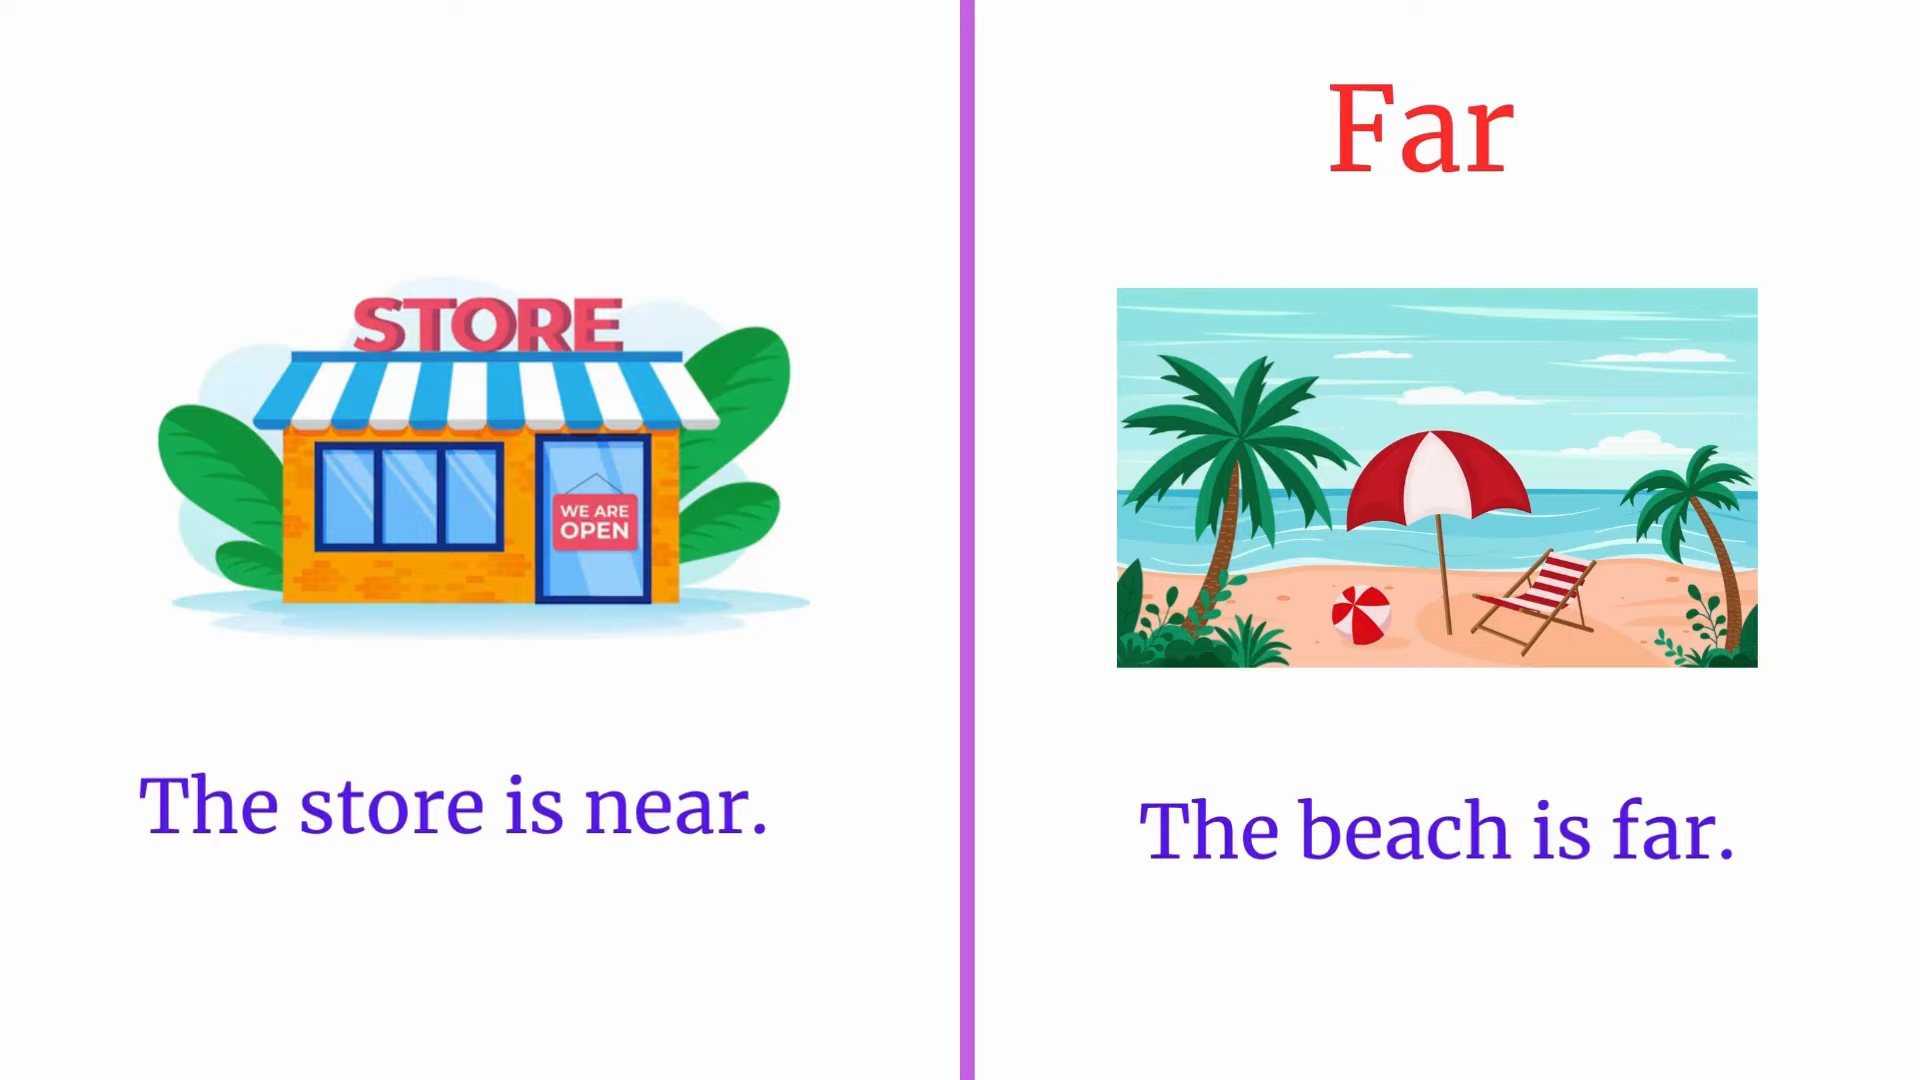 STORE
WE ARE
OPEN
The store is near.
Far
The beach is far.